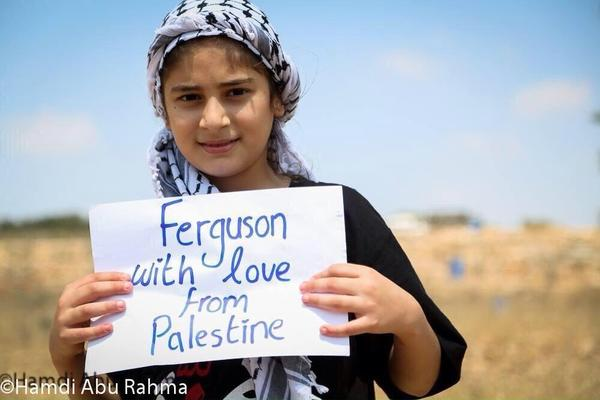 Ferguson
with love
from
Palestine
©Hamdi Abu Rahma